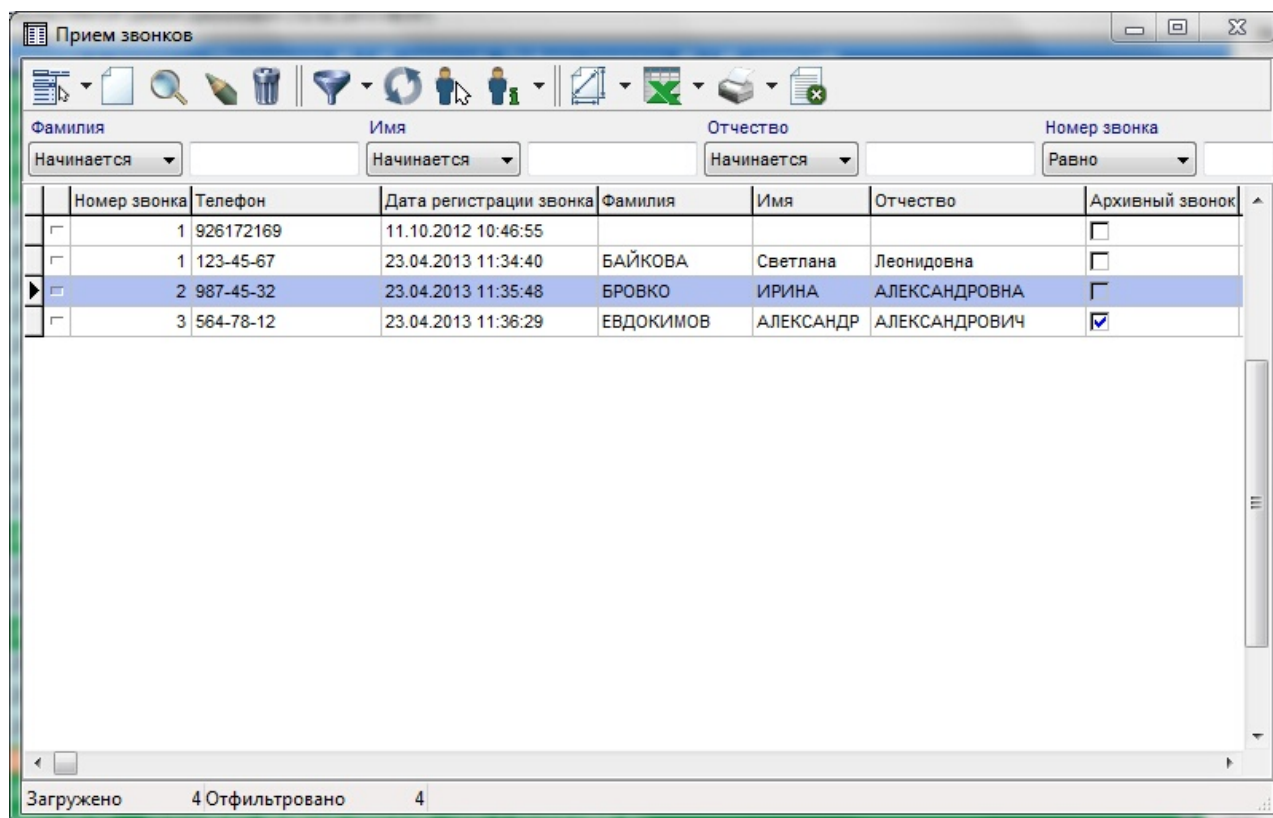 Прием звонков
Фамилия Имя Отчество Номер звонка
Начинается Начинается Начинается Равно
Номер звонка Телефон Дата регистрации звонка Фамилия Имя Отчество Архивный звонок
1 926172169 11.10.2012 10:46:55
1 123-45-67 23.04.2013 11:34:40 БАЙКОВА Светлана Леонидовна
2 987-45-32 23.04.2013 11:35:48 БРОВКО ИРИНА АЛЕКСАНДРОВНА
3 564-78-12 23.04.2013 11:36:29 ЕВДОКИМОВ АЛЕКСАНДР АЛЕКСАНДРОВИЧ
Загружено 4 Отфильтровано 4